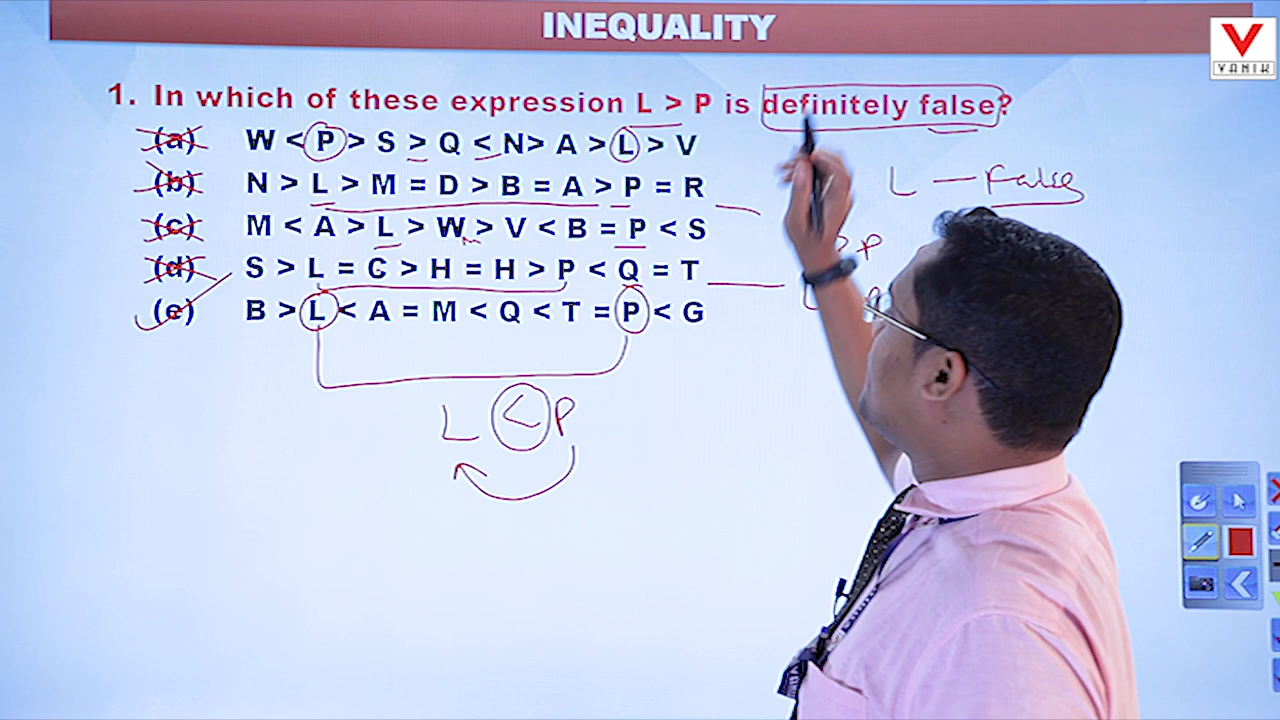 INEQUALITY
V
VANIK
1. In which of these expression L > P is definitely false?
(a) W < P > S ≥ Q ≤ N> A > L > V
(b) N > L > M = D > B = A > P = R
(c) M < A > L > W > V < B = P < S
(d) S > L = G > H = H > P < Q = T
(e) B > L < A = M < Q < T = P < G
L — False
P
L < P